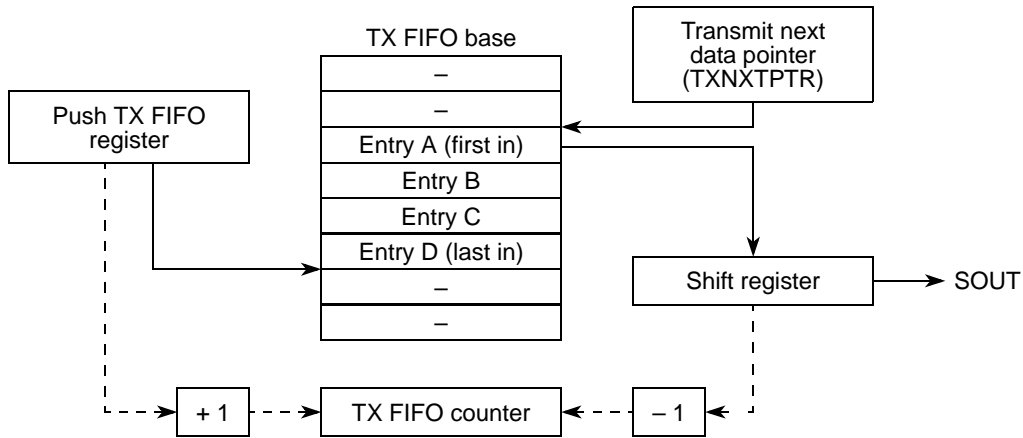 TX FIFO base
Transmit next
data pointer
(TXNXTPTR)
Push TX FIFO
register
–
–
Entry A (first in)
Entry B
Entry C
Entry D (last in)
–
–
Shift register
SOUT
+ 1
TX FIFO counter
– 1